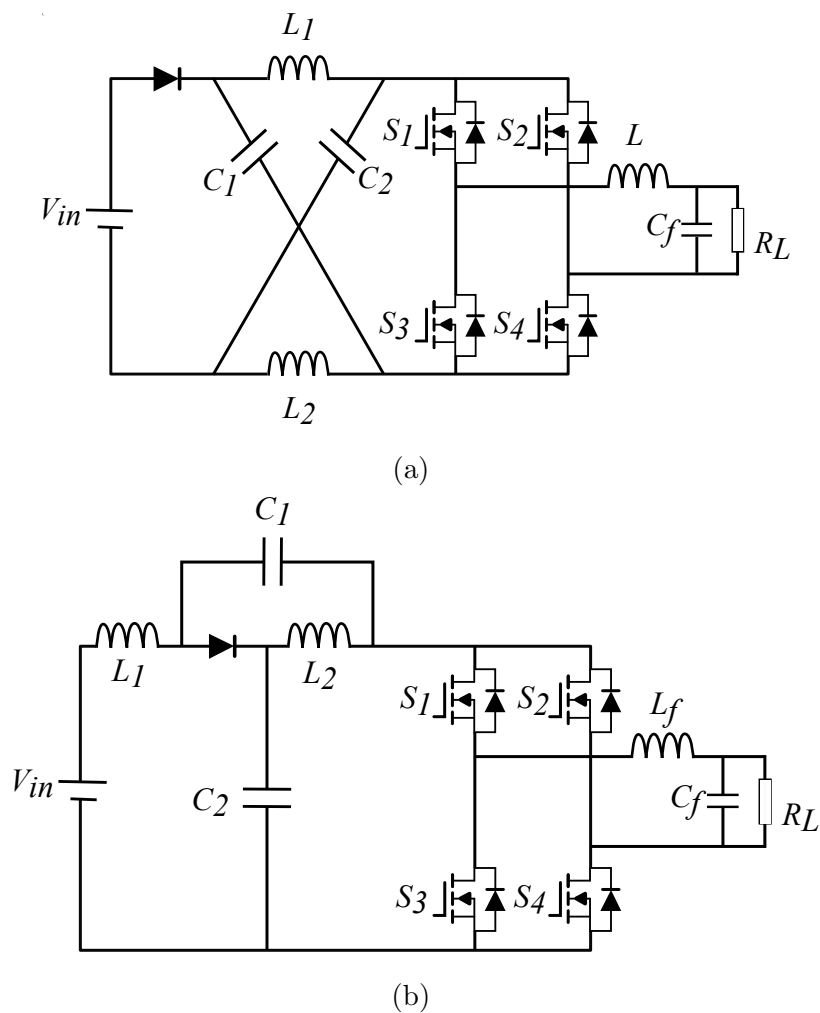 L1
S1 S2
C1 C2
L
Vin
Cf
RL
S3 S4
L2
(a)
C1
L1 L2
S1 S2
Lf
Vin
C2
Cf
RL
S3 S4
(b)